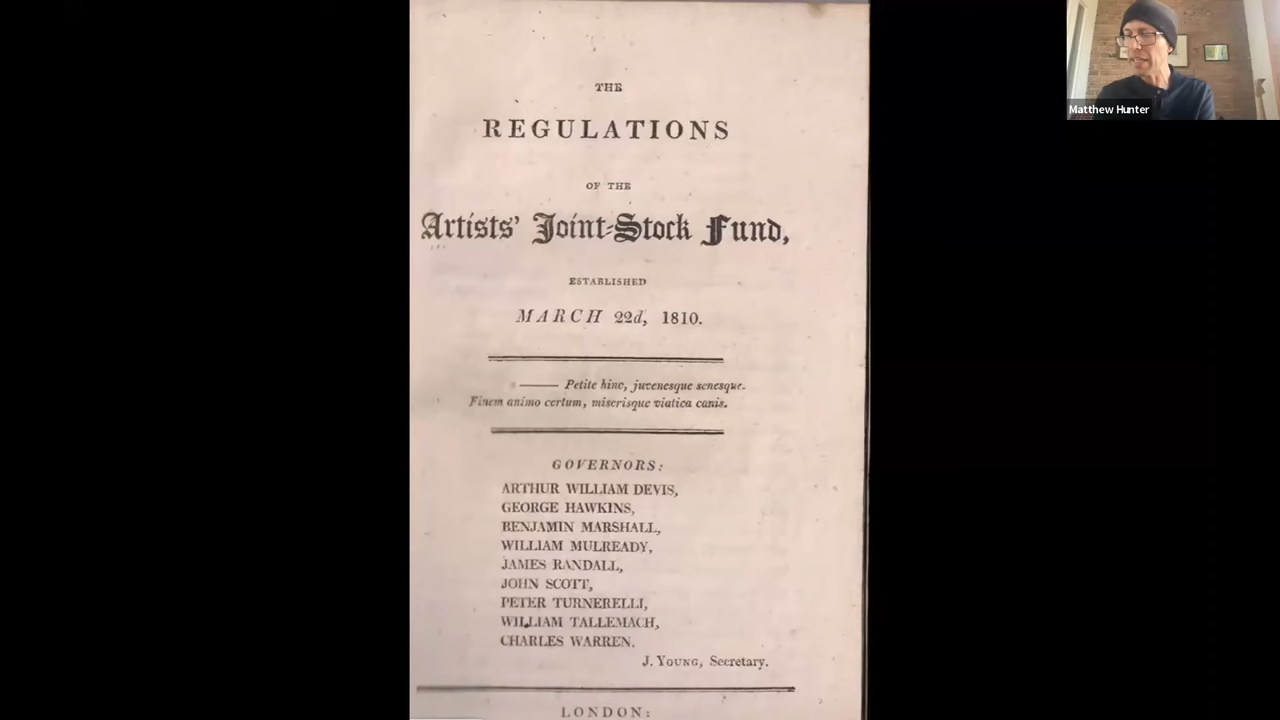 THE
REGULATIONS
OF THE
Artists' Joint-Stock Fund,
ESTABLISHED
MARCH 22d, 1810.
—— Petite hinc, juvenesque senesque.
Finem animo certum, miserisque viatica canis.
GOVERNORS:
ARTHUR WILLIAM DEVIS,
GEORGE HAWKINS,
BENJAMIN MARSHALL,
WILLIAM MULREADY,
JAMES RANDALL,
JOHN SCOTT,
PETER TURNERELLI,
WILLIAM TALLEMACH,
CHARLES WARREN.
J. YOUNG, Secretary.
LONDON:
Matthew Hunter